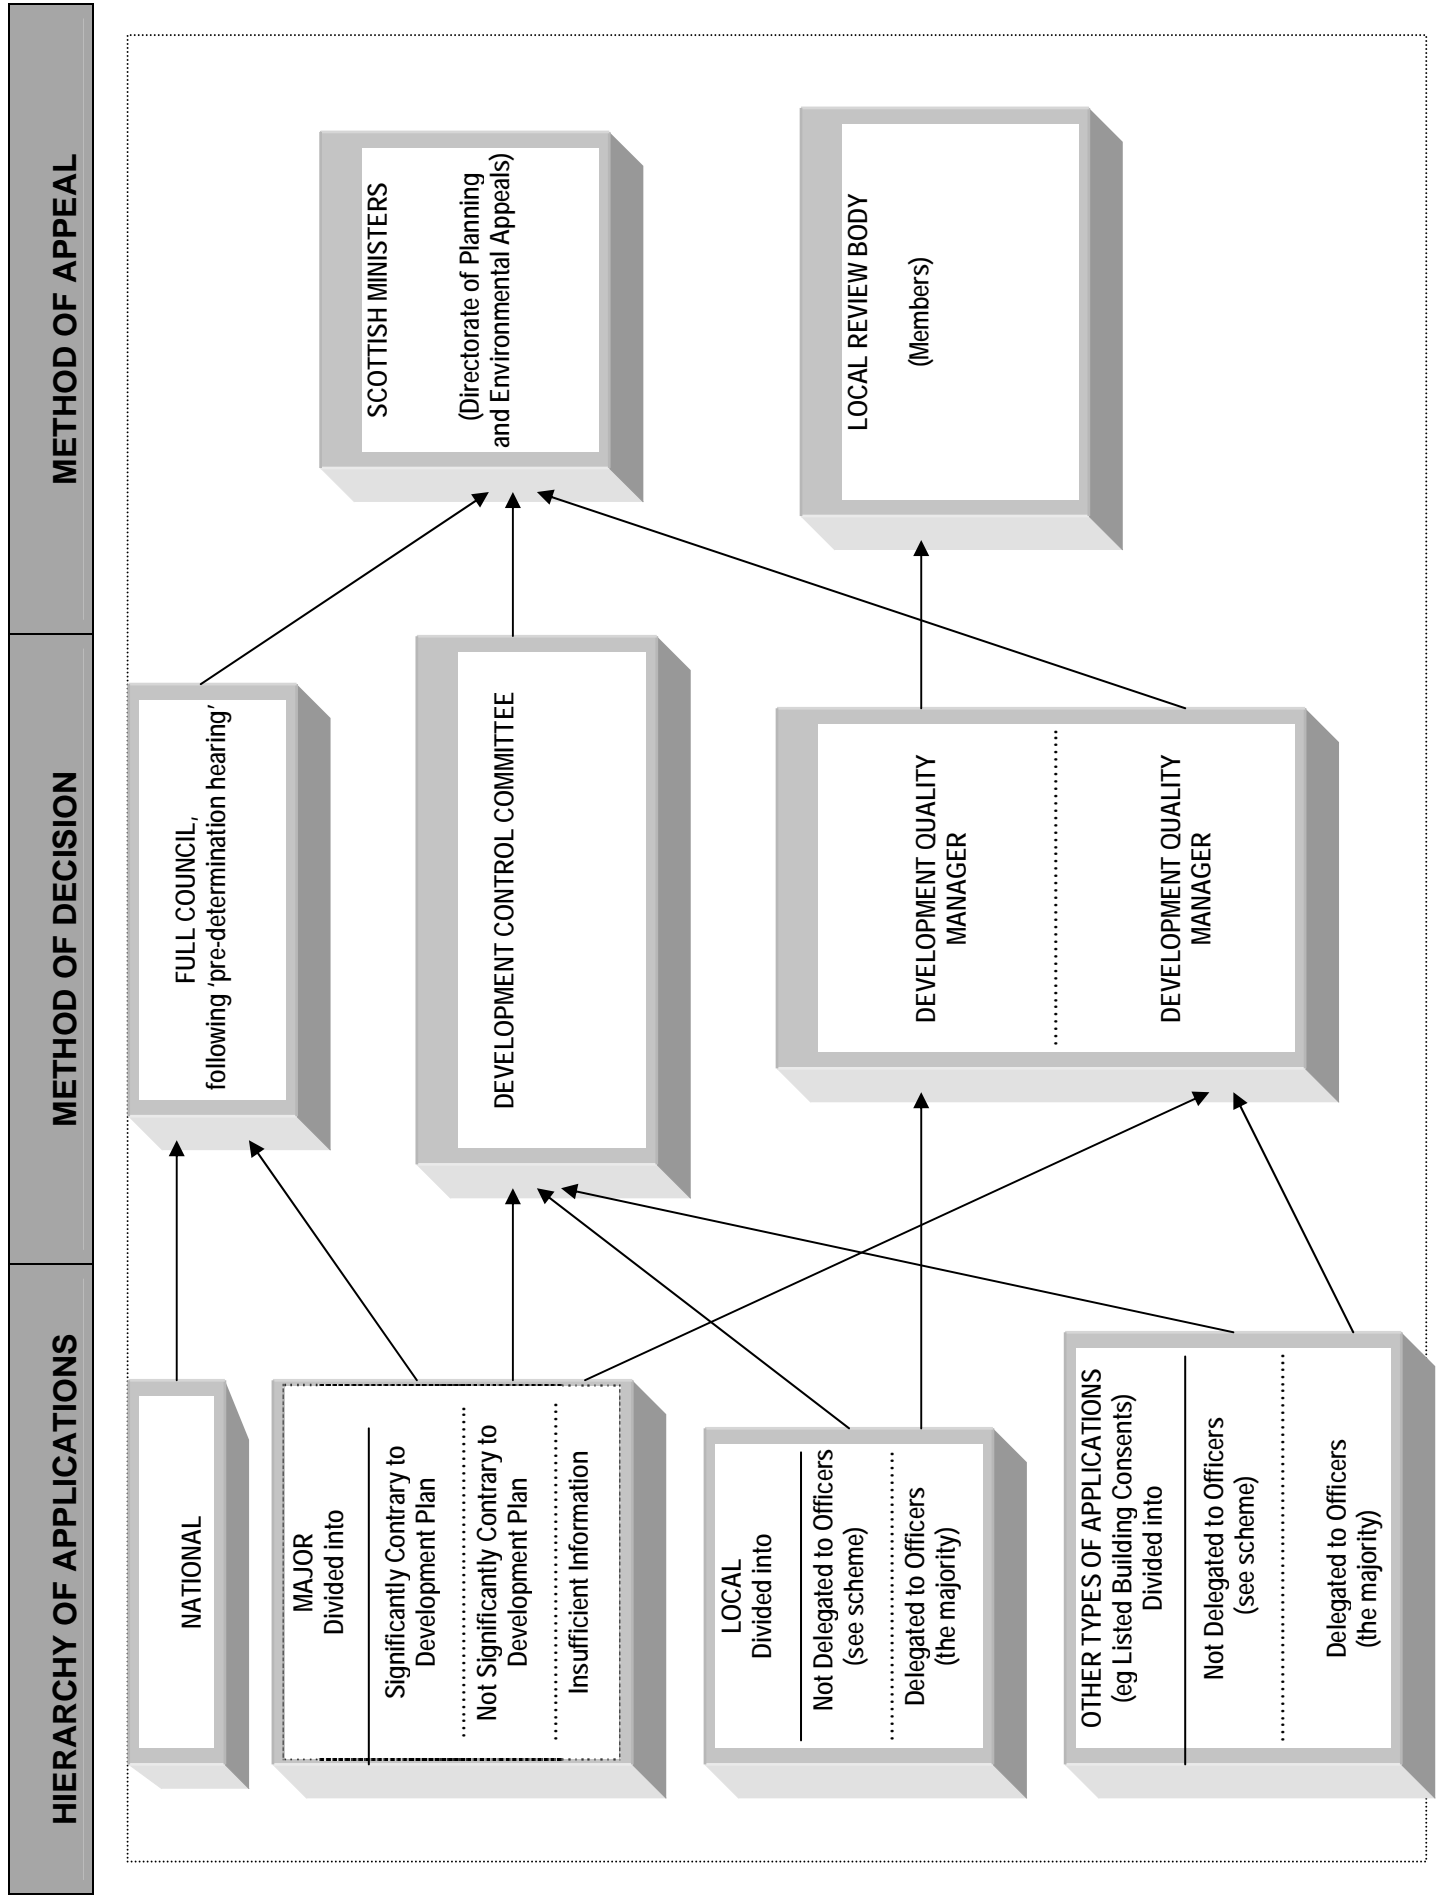 HIERARCHY OF APPLICATIONS
METHOD OF DECISION
METHOD OF APPEAL
NATIONAL
MAJOR
Divided into
Significantly Contrary to
Development Plan
Not Significantly Contrary to
Development Plan
Insufficient Information
LOCAL
Divided into
Not Delegated to Officers
(see scheme)
Delegated to Officers
(the majority)
OTHER TYPES OF APPLICATIONS
(eg Listed Building Consents)
Divided into
Not Delegated to Officers
(see scheme)
Delegated to Officers
(the majority)
FULL COUNCIL,
following ‘pre-determination hearing’
DEVELOPMENT CONTROL COMMITTEE
DEVELOPMENT QUALITY
MANAGER
DEVELOPMENT QUALITY
MANAGER
SCOTTISH MINISTERS
(Directorate of Planning
and Environmental Appeals)
LOCAL REVIEW BODY
(Members)